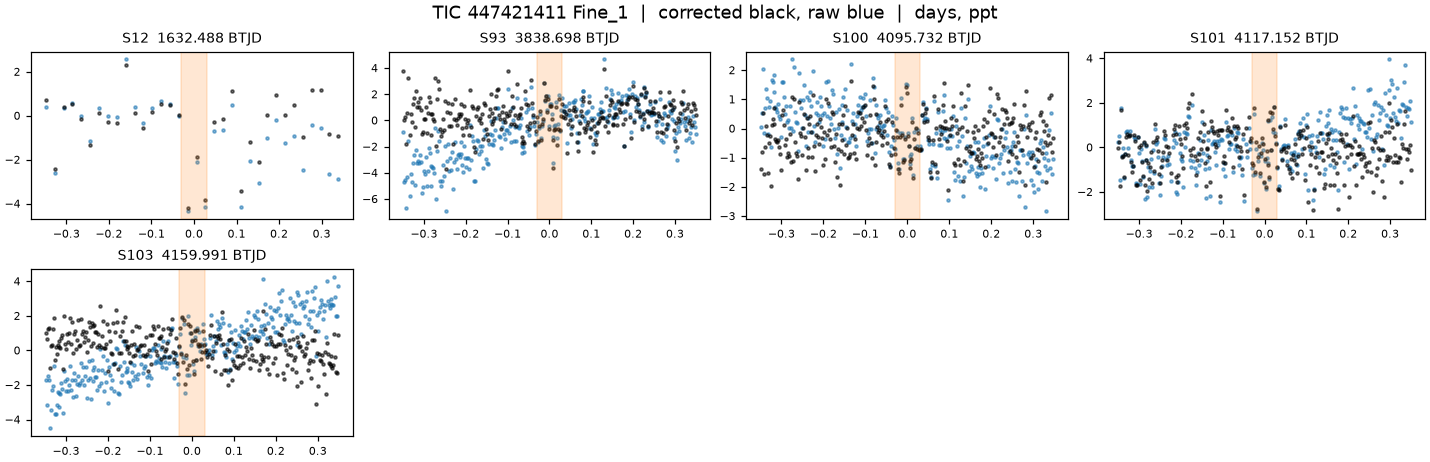 TIC 447421411 Fine_1 | corrected black, raw blue | days, ppt
S12 1632.488 BTJD
S93 3838.698 BTJD
S100 4095.732 BTJD
S101 4117.152 BTJD
2
0
−2
−4
−0.3 −0.2 −0.1 0.0 0.1 0.2 0.3
4
2
0
−2
−4
−6
−0.3 −0.2 −0.1 0.0 0.1 0.2 0.3
2
1
0
−1
−2
−3
−0.3 −0.2 −0.1 0.0 0.1 0.2 0.3
4
2
0
−2
−0.3 −0.2 −0.1 0.0 0.1 0.2 0.3
S103 4159.991 BTJD
4
2
0
−2
−4
−0.3 −0.2 −0.1 0.0 0.1 0.2 0.3